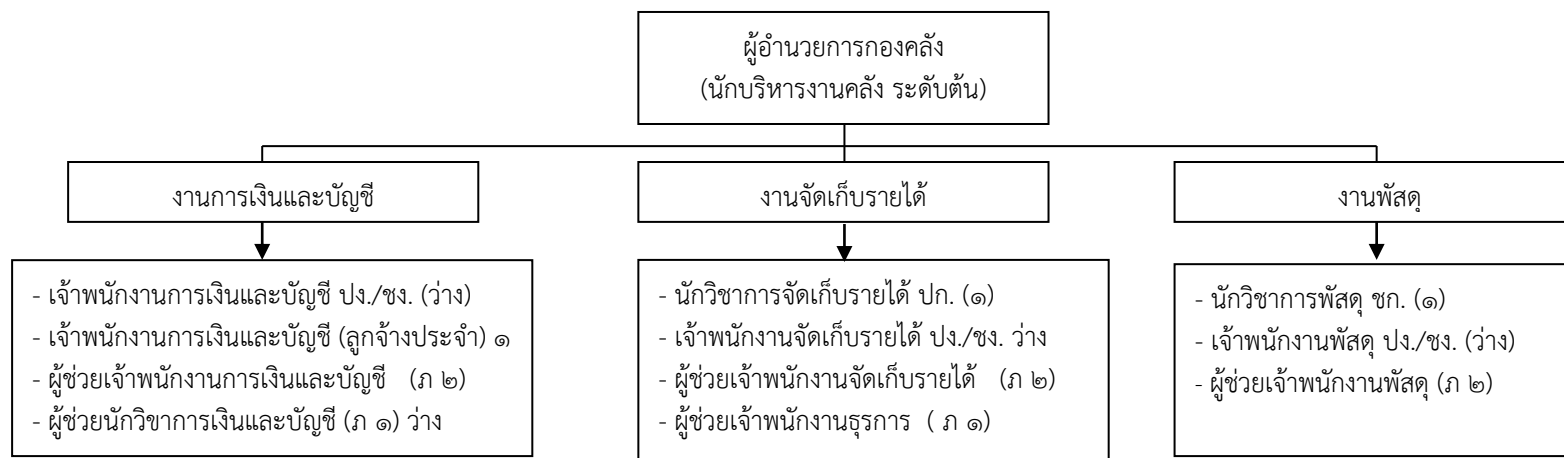 ผู้อำนวยการกองคลัง
(นักบริหารงานคลัง ระดับต้น)
งานการเงินและบัญชี
งานจัดเก็บรายได้
งานพัสดุ
- เจ้าพนักงานการเงินและบัญชี ปง./ชง. (ว่าง)
- เจ้าพนักงานการเงินและบัญชี (ลูกจ้างประจำ) ๑
- ผู้ช่วยเจ้าพนักงานการเงินและบัญชี (ภ ๒)
- ผู้ช่วยนักวิขาการเงินและบัญชี (ภ ๑) ว่าง
- นักวิชาการจัดเก็บรายได้ ปก. (๑)
- เจ้าพนักงานจัดเก็บรายได้ ปง./ชง. ว่าง
- ผู้ช่วยเจ้าพนักงานจัดเก็บรายได้ (ภ ๒)
- ผู้ช่วยเจ้าพนักงานธุรการ ( ภ ๑)
- นักวิชาการพัสดุ ชก. (๑)
- เจ้าพนักงานพัสดุ ปง./ชง. (ว่าง)
- ผู้ช่วยเจ้าพนักงานพัสดุ (ภ ๒)